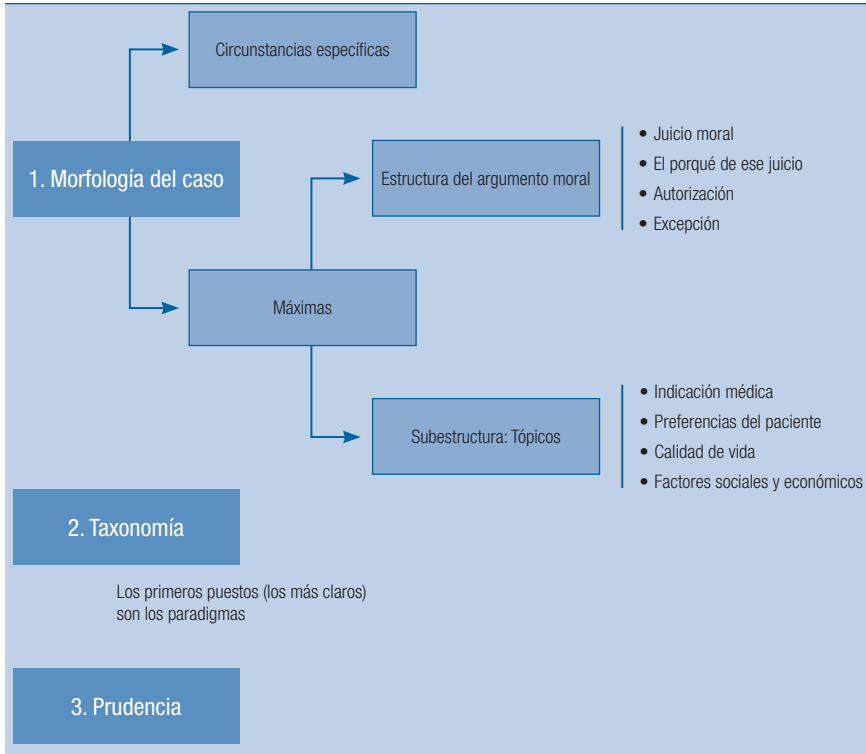 Circunstancias específicas
1. Morfología del caso
Estructura del argumento moral
• Juicio moral
• El porqué de ese juicio
• Autorización
• Excepción
Máximas
Subestructura: Tópicos
• Indicación médica
• Preferencias del paciente
• Calidad de vida
• Factores sociales y económicos
2. Taxonomía
Los primeros puestos (los más claros)
son los paradigmas
3. Prudencia